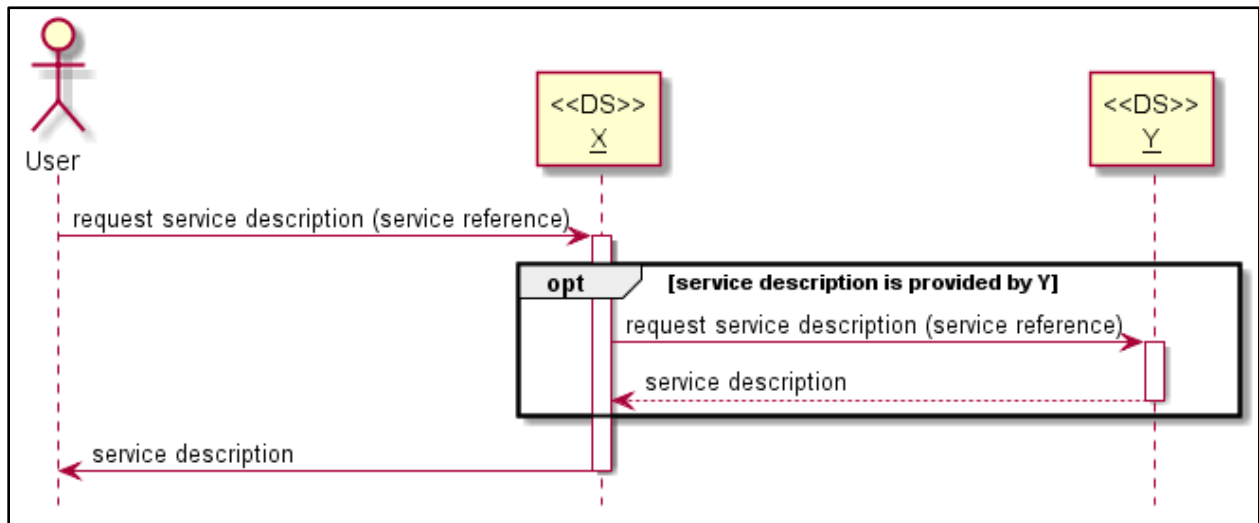 <<DS>>
X
<<DS>>
Y
User
request service description (service reference)
opt
[service description is provided by Y]
request service description (service reference)
service description
service description